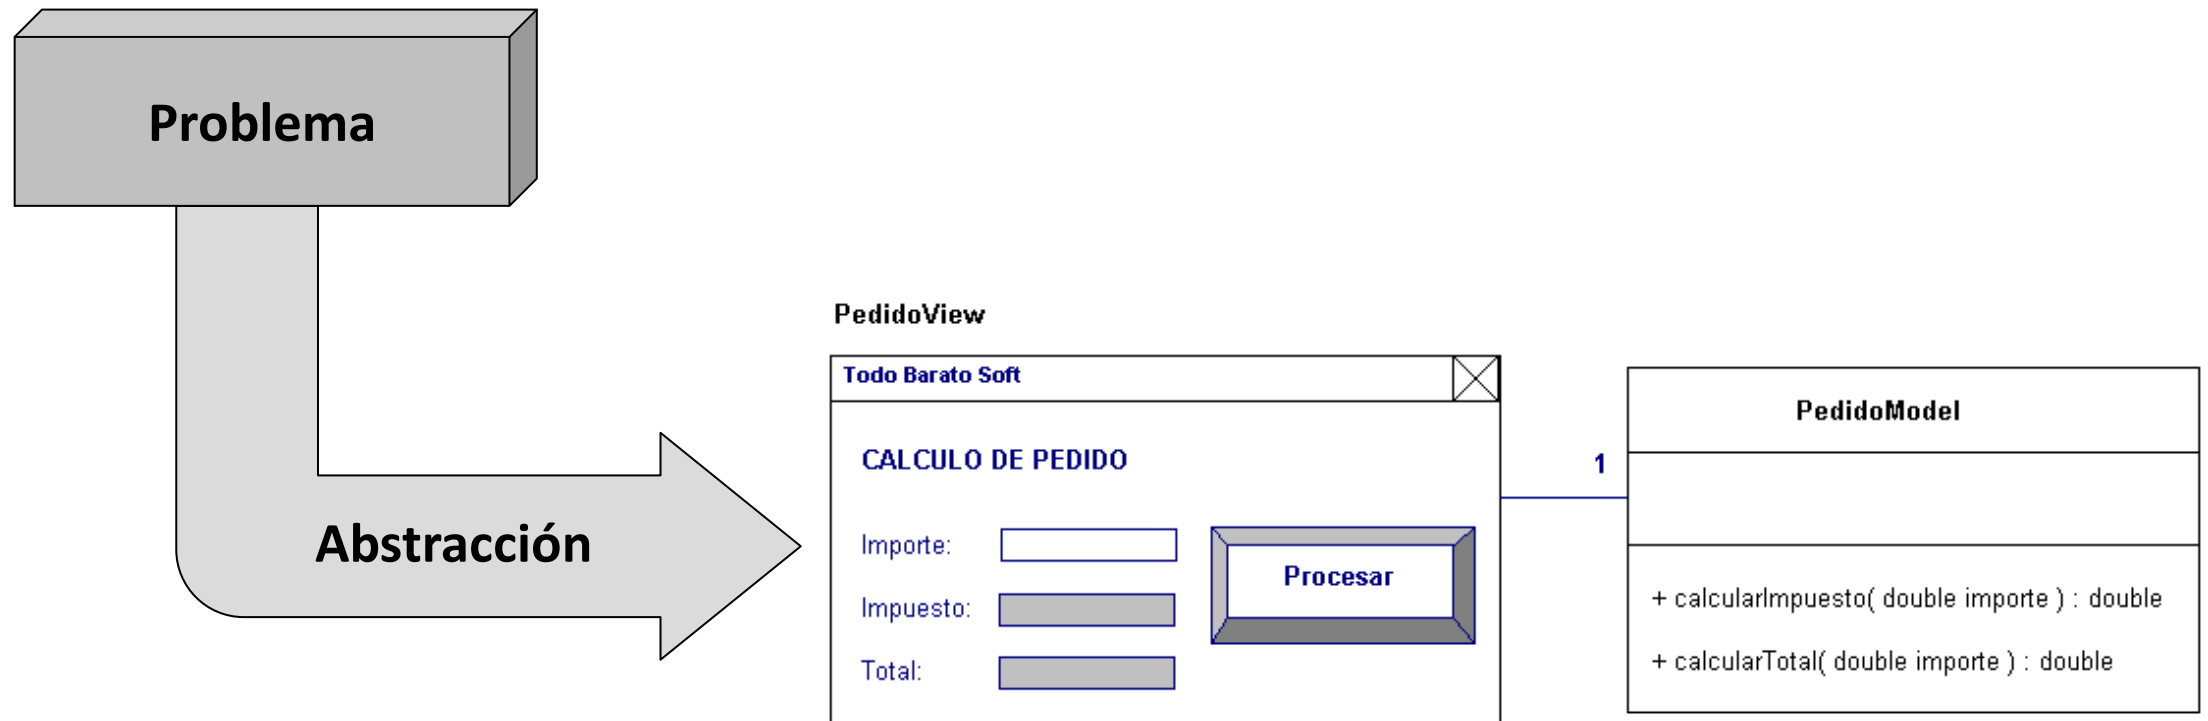 Problema
Abstracción
PedidoView
Todo Barato Soft
CALCULO DE PEDIDO
Importe:
Impuesto:
Total:
Procesar
1
PedidoModel
+ calcularImpuesto( double importe ) : double
+ calcularTotal( double importe ) : double